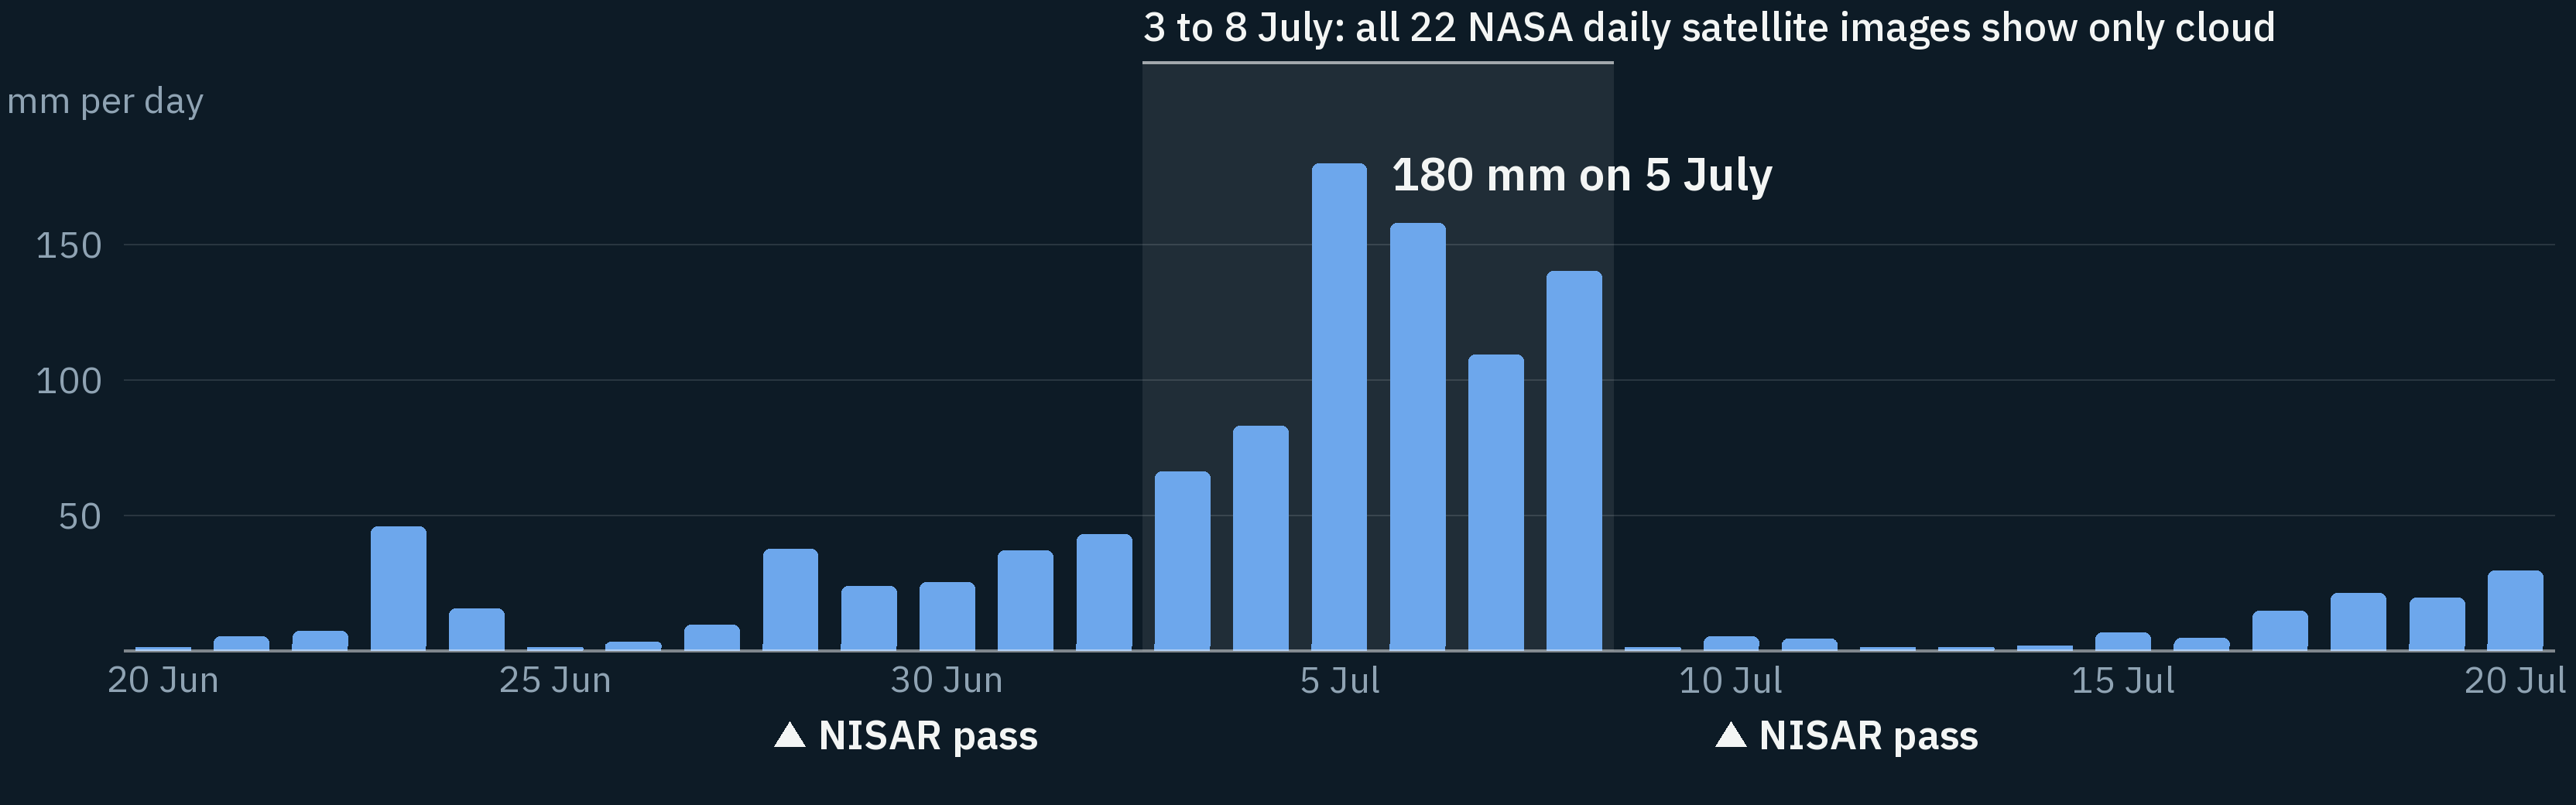 3 to 8 July: all 22 NASA daily satellite images show only cloud
mm per day
180 mm on 5 July
150
100
50
20 Jun 25 Jun 30 Jun 5 Jul 10 Jul 15 Jul 20 Jul
NISAR pass NISAR pass